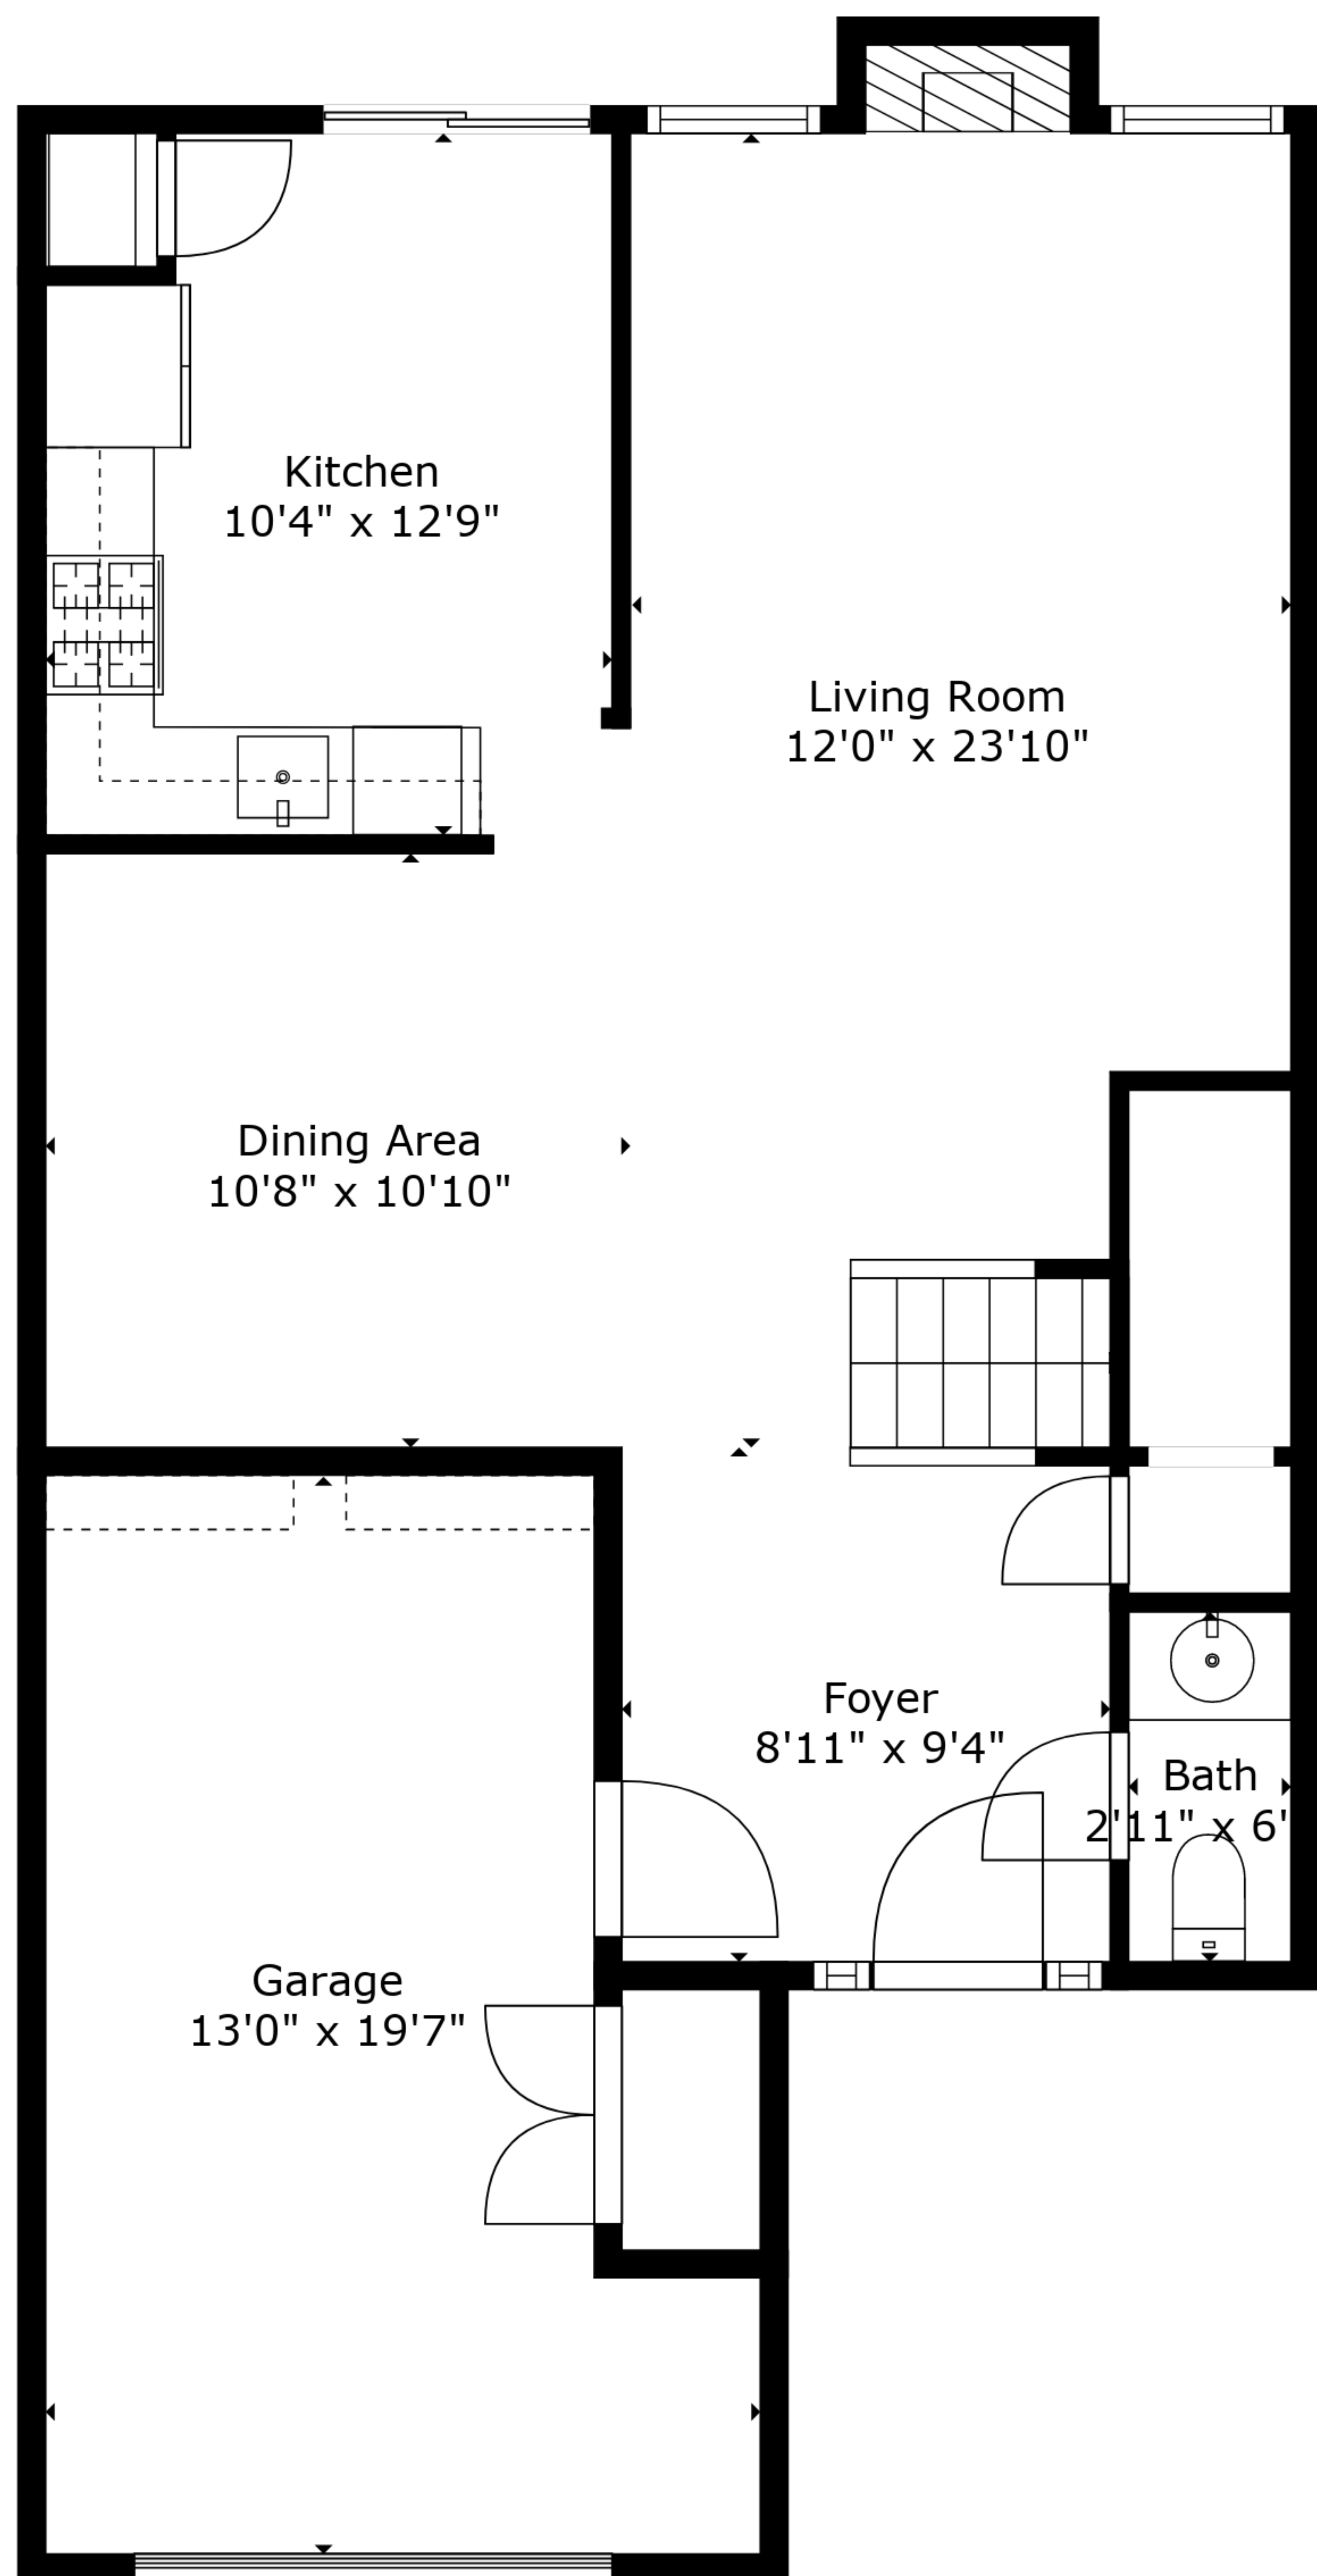 Kitchen
10'4" x 12'9"
Living Room
12'0" x 23'10"
Dining Area
10'8" x 10'10"
Foyer
8'11" x 9'4"
Bath
2'11" x 6'
Garage
13'0" x 19'7"